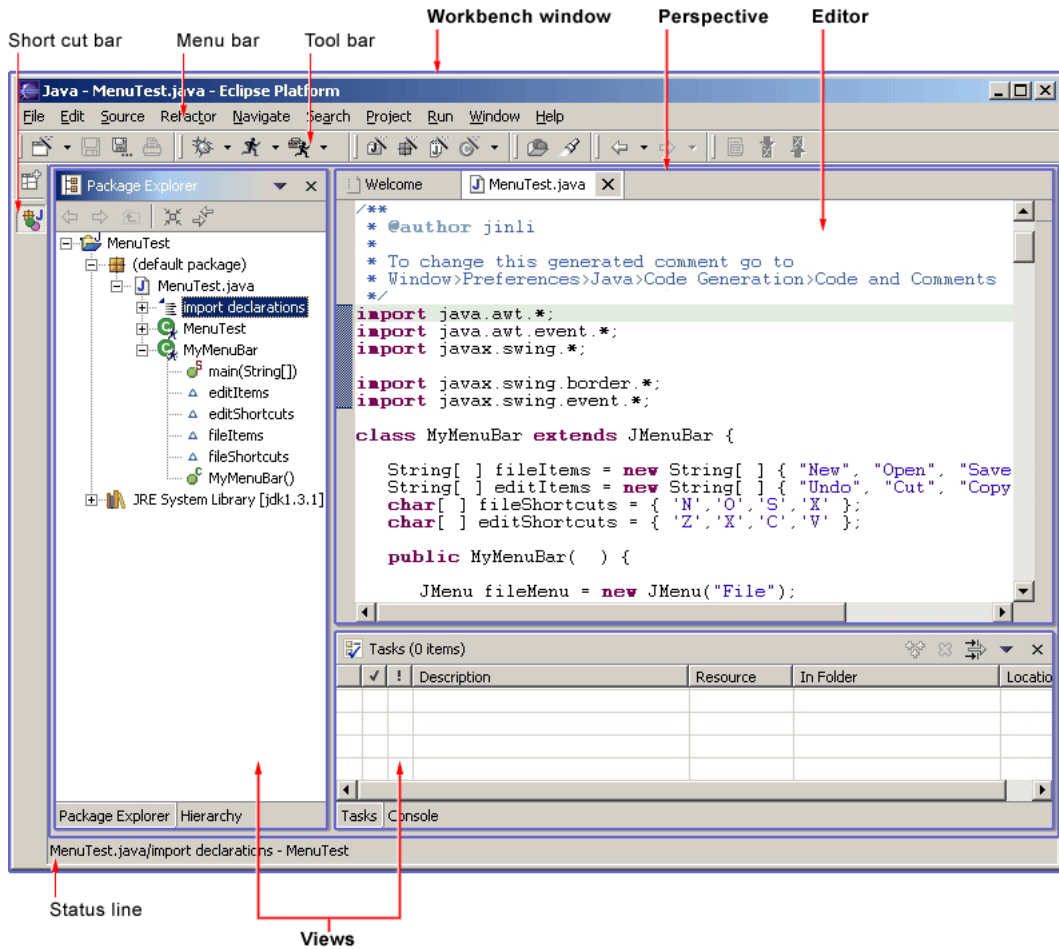 Workbench window Perspective Editor
Short cut bar Menu bar Tool bar
Java - MenuTest.java - Eclipse Platform
File Edit Source Refactor Navigate Search Project Run Window Help
Package Explorer
Welcome
MenuTest.java
MenuTest
(default package)
MenuTest.java
import declarations
MenuTest
MyMenuBar
main(String[])
editItems
editShortcuts
fileItems
fileShortcuts
MyMenuBar()
JRE System Library [jdk1.3.1]
/**
* @author jinli
*
* To change this generated comment go to
* Window>Preferences>Java>Code Generation>Code and Comments
*/
import java.awt.*;
import java.awt.event.*;
import javax.swing.*;
import javax.swing.border.*;
import javax.swing.event.*;
class MyMenuBar extends JMenuBar {
String[ ] fileItems = new String[ ] { "New", "Open", "Save
String[ ] editItems = new String[ ] { "Undo", "Cut", "Copy
char[ ] fileShortcuts = { 'N','O','S','X' };
char[ ] editShortcuts = { 'Z','X','C','V' };
public MyMenuBar( ) {
JMenu fileMenu = new JMenu("File");
Tasks (0 items)
! Description Resource In Folder Locatio
Package Explorer Hierarchy
Tasks Console
MenuTest.java/import declarations - MenuTest
Status line
Views